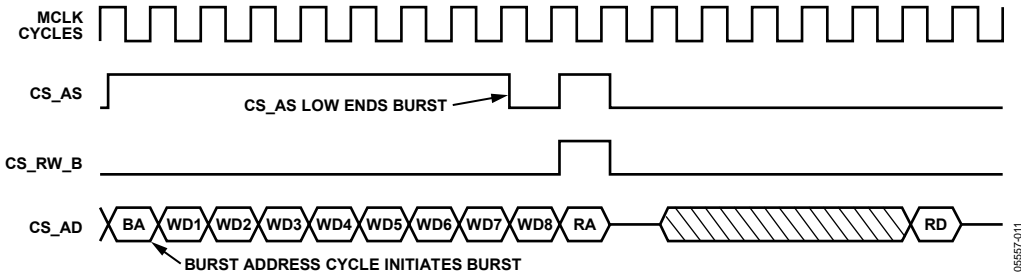 MCLK
CYCLES
CS_AS
CS_AS LOW ENDS BURST
CS_RW_B
CS_AD
BA WD1 WD2 WD3 WD4 WD5 WD6 WD7 WD8 RA RD
BURST ADDRESS CYCLE INITIATES BURST
05557-011